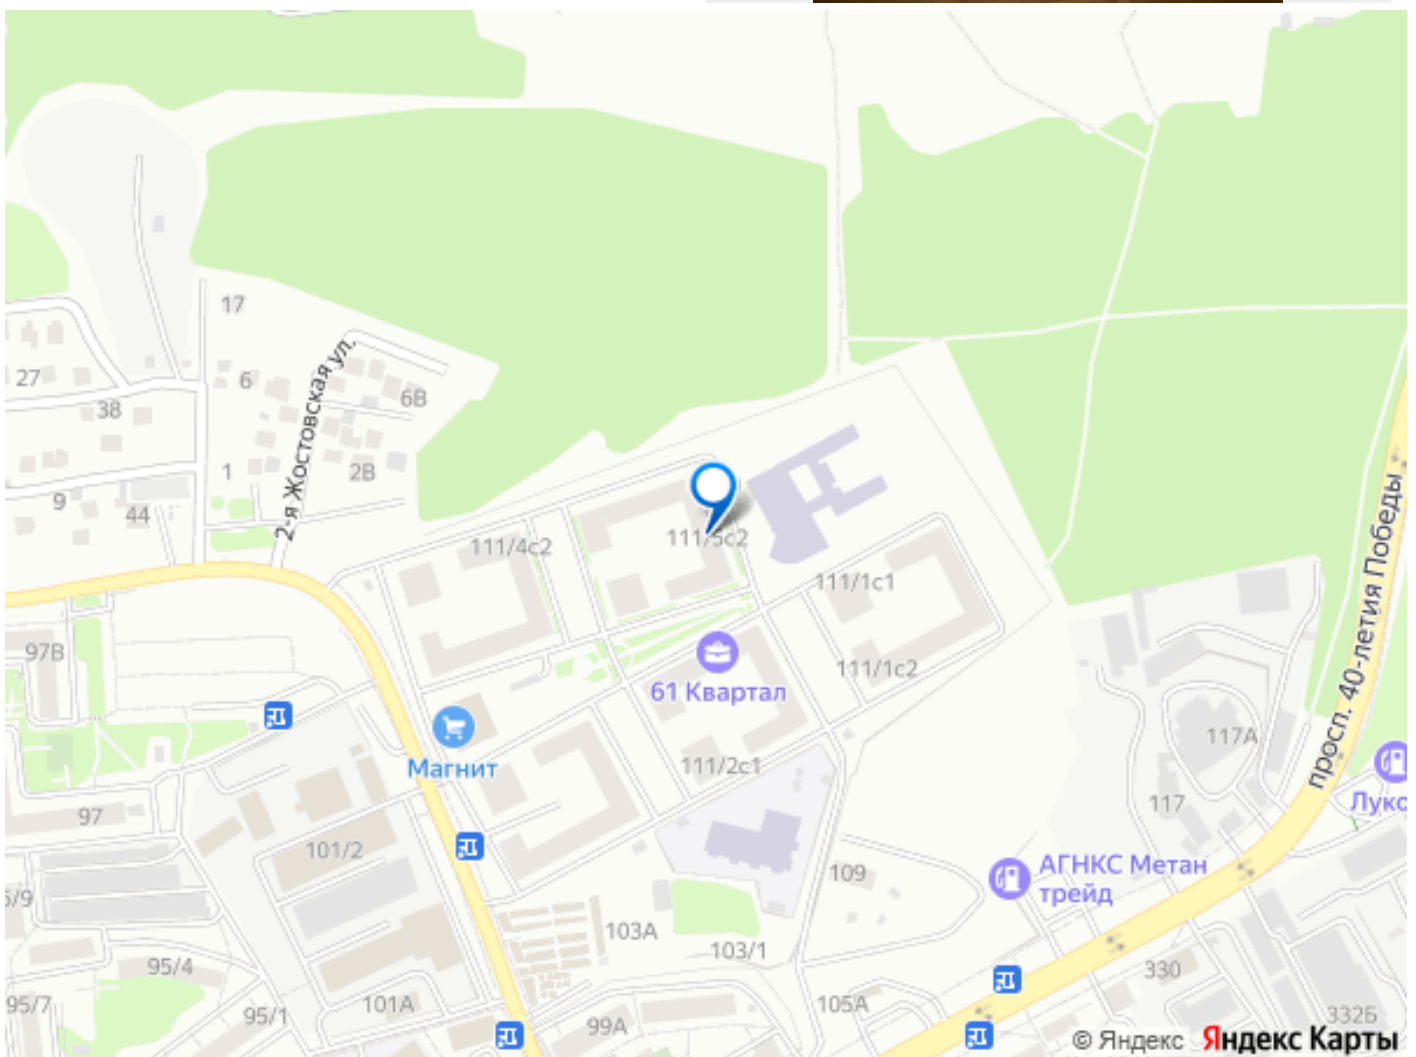 17
27
6
38
6В
2-я Жостовская ул.
1
2В
9
44
111/4с2
111/5с2
111/1с1
просп. 40-летия Победы
97В
111/1с2
61 Квартал
Магнит
111/2с1
117А
97
117
Луко
101/2
109
АГНКС Метан
трейд
5/9
103А
103/1
95/4
330
95/7
101А
105А
95/1
99А
332Б
© Яндекс Яндекс Карты